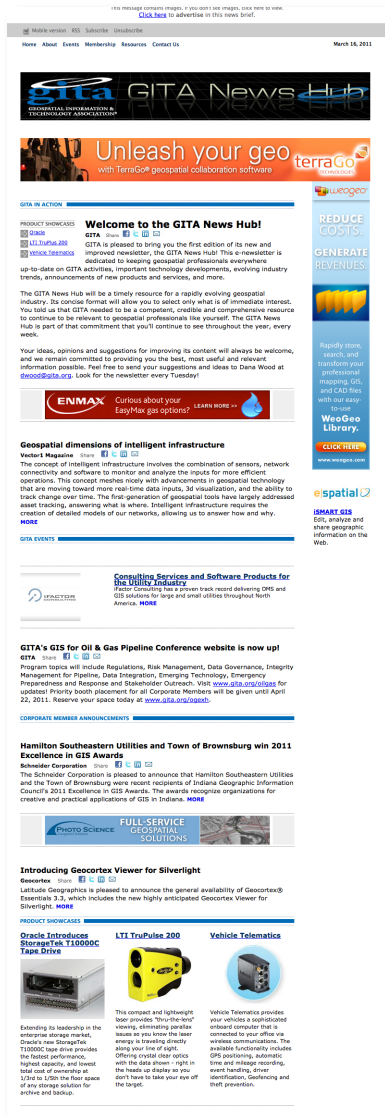 This message contains images. If you don't see images, click here to view.
Click here to advertise in this news brief.
Mobile version RSS Subscribe Unsubscribe
Home About Events Membership Resources Contact Us March 16, 2011
gita GITA News Hub
GEOSPATIAL INFORMATION &
TECHNOLOGY ASSOCIATION®
Unleash your geo
with TerraGo® geospatial collaboration software
terraGo
TECHNOLOGIES
GITA IN ACTION
PRODUCT SHOWCASES
Oracle
LTI TruPlus 200
Vehicle Telematics
Welcome to the GITA News Hub!
GITA Share
GITA is pleased to bring you the first edition of its new and
improved newsletter, the GITA News Hub! This e-newsletter is
dedicated to keeping geospatial professionals everywhere
up-to-date on GITA activities, important technology developments, evolving industry
trends, announcements of new products and services, and more.
The GITA News Hub will be a timely resource for a rapidly evolving geospatial
industry. Its concise format will allow you to select only what is of immediate interest.
You told us that GITA needed to be a competent, credible and comprehensive resource
to continue to be relevant to geospatial professionals like yourself. The GITA News
Hub is part of that commitment that you'll continue to see throughout the year, every
week.
Your ideas, opinions and suggestions for improving its content will always be welcome,
and we remain committed to providing you the best, most useful and relevant
information possible. Feel free to send your suggestions and ideas to Dana Wood at
dwood@gita.org. Look for the newsletter every Tuesday!
ENMAX
Curious about your
EasyMax gas options?
LEARN MORE >>
Geospatial dimensions of intelligent infrastructure
Vector1 Magazine Share
The concept of intelligent infrastructure involves the combination of sensors, network
connectivity and software to monitor and analyze the inputs for more efficient
operations. This concept meshes nicely with advancements in geospatial technology
that are moving toward more real-time data inputs, 3d visualization, and the ability to
track change over time. The first-generation of geospatial tools have largely addressed
asset tracking, answering what is where. Intelligent infrastructure requires the
creation of detailed models of our networks, allowing us to answer how and why.
MORE
GITA EVENTS
IFACTOR
CONSULTING
Consulting Services and Software Products for
the Utility Industry
iFactor Consulting has a proven track record delivering OMS and
GIS solutions for large and small utilities throughout North
America. MORE
GITA's GIS for Oil & Gas Pipeline Conference website is now up!
GITA Share
Program topics will include Regulations, Risk Management, Data Governance, Integrity
Management for Pipeline, Data Integration, Emerging Technology, Emergency
Preparedness and Response and Stakeholder Outreach. Visit www.gita.org/oilgas for
updates! Priority booth placement for all Corporate Members will be given until April
22, 2011. Reserve your space today at www.gita.org/ogexh.
CORPORATE MEMBER ANNOUNCEMENTS
Hamilton Southeastern Utilities and Town of Brownsburg win 2011
Excellence in GIS Awards
Schneider Corporation Share
The Schneider Corporation is pleased to announce that Hamilton Southeastern Utilities
and the Town of Brownsburg were recent recipients of Indiana Geographic Information
Council's 2011 Excellence in GIS Awards. The awards recognize organizations for
creative and practical applications of GIS in Indiana. MORE
PHOTO SCIENCE
FULL-SERVICE
GEOSPATIAL
SOLUTIONS
Introducing Geocortex Viewer for Silverlight
Geocortex Share
Latitude Geographics is pleased to announce the general availability of Geocortex®
Essentials 3.3, which includes the new highly anticipated Geocortex Viewer for
Silverlight. MORE
PRODUCT SHOWCASES
Oracle Introduces
StorageTek T10000C
Tape Drive
Extending its leadership in the
enterprise storage market,
Oracle's new StorageTek
T10000C tape drive provides
the fastest performance,
highest capacity, and lowest
total cost of ownership at
1/3rd to 1/5th the floor space
of any storage solution for
archive and backup.
LTI TruPulse 200
This compact and lightweight
laser provides "thru-the-lens"
viewing, eliminating parallax
issues so you know the laser
energy is traveling directly
along your line of sight.
Offering crystal clear optics
with the data shown - right in
the heads up display so you
don't have to take your eye off
the target.
Vehicle Telematics
Vehicle Telematics provides
your vehicles a sophisticated
onboard computer that is
connected to your office via
wireless communications. The
available functionality includes
GPS positioning, automatic
time and mileage recording,
event handling, driver
identification, Geofencing and
theft prevention.
weogeo
REDUCE
COSTS.
GENERATE
REVENUES.
Rapidly store,
search, and
transform your
professional
mapping, GIS,
and CAD files
with our easy-
to-use
WeoGeo
Library.
CLICK HERE
www.weogeo.com
e|spatial
iSMART GIS
Edit, analyze and
share geographic
information on the
Web.